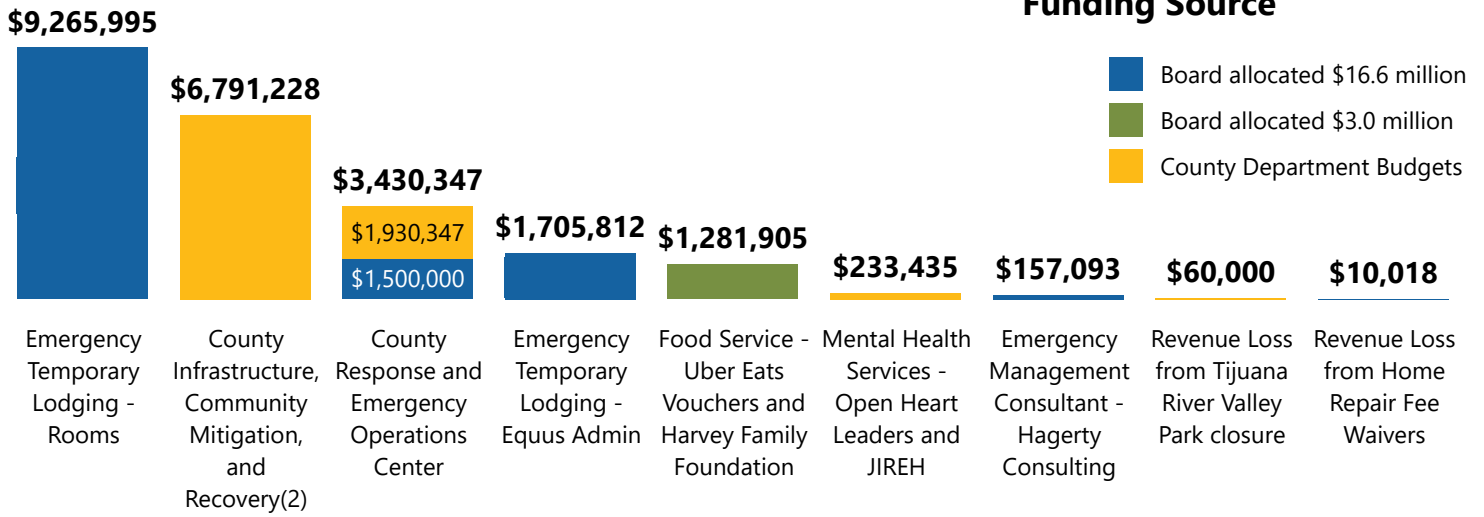 Funding Source
Board allocated $16.6 million
Board allocated $3.0 million
County Department Budgets
$9,265,995
$6,791,228
$3,430,347
$1,930,347
$1,500,000
$1,705,812
$1,281,905
$233,435
$157,093
$60,000
$10,018
Emergency
Temporary
Lodging -
Rooms
County
Infrastructure,
Community
Mitigation,
and
Recovery(2)
County
Response and
Emergency
Operations
Center
Emergency
Temporary
Lodging -
Equus Admin
Food Service -
Uber Eats
Vouchers and
Harvey Family
Foundation
Mental Health
Services -
Open Heart
Leaders and
JIREH
Emergency
Management
Consultant -
Hagerty
Consulting
Revenue Loss
from Tijuana
River Valley
Park closure
Revenue Loss
from Home
Repair Fee
Waivers